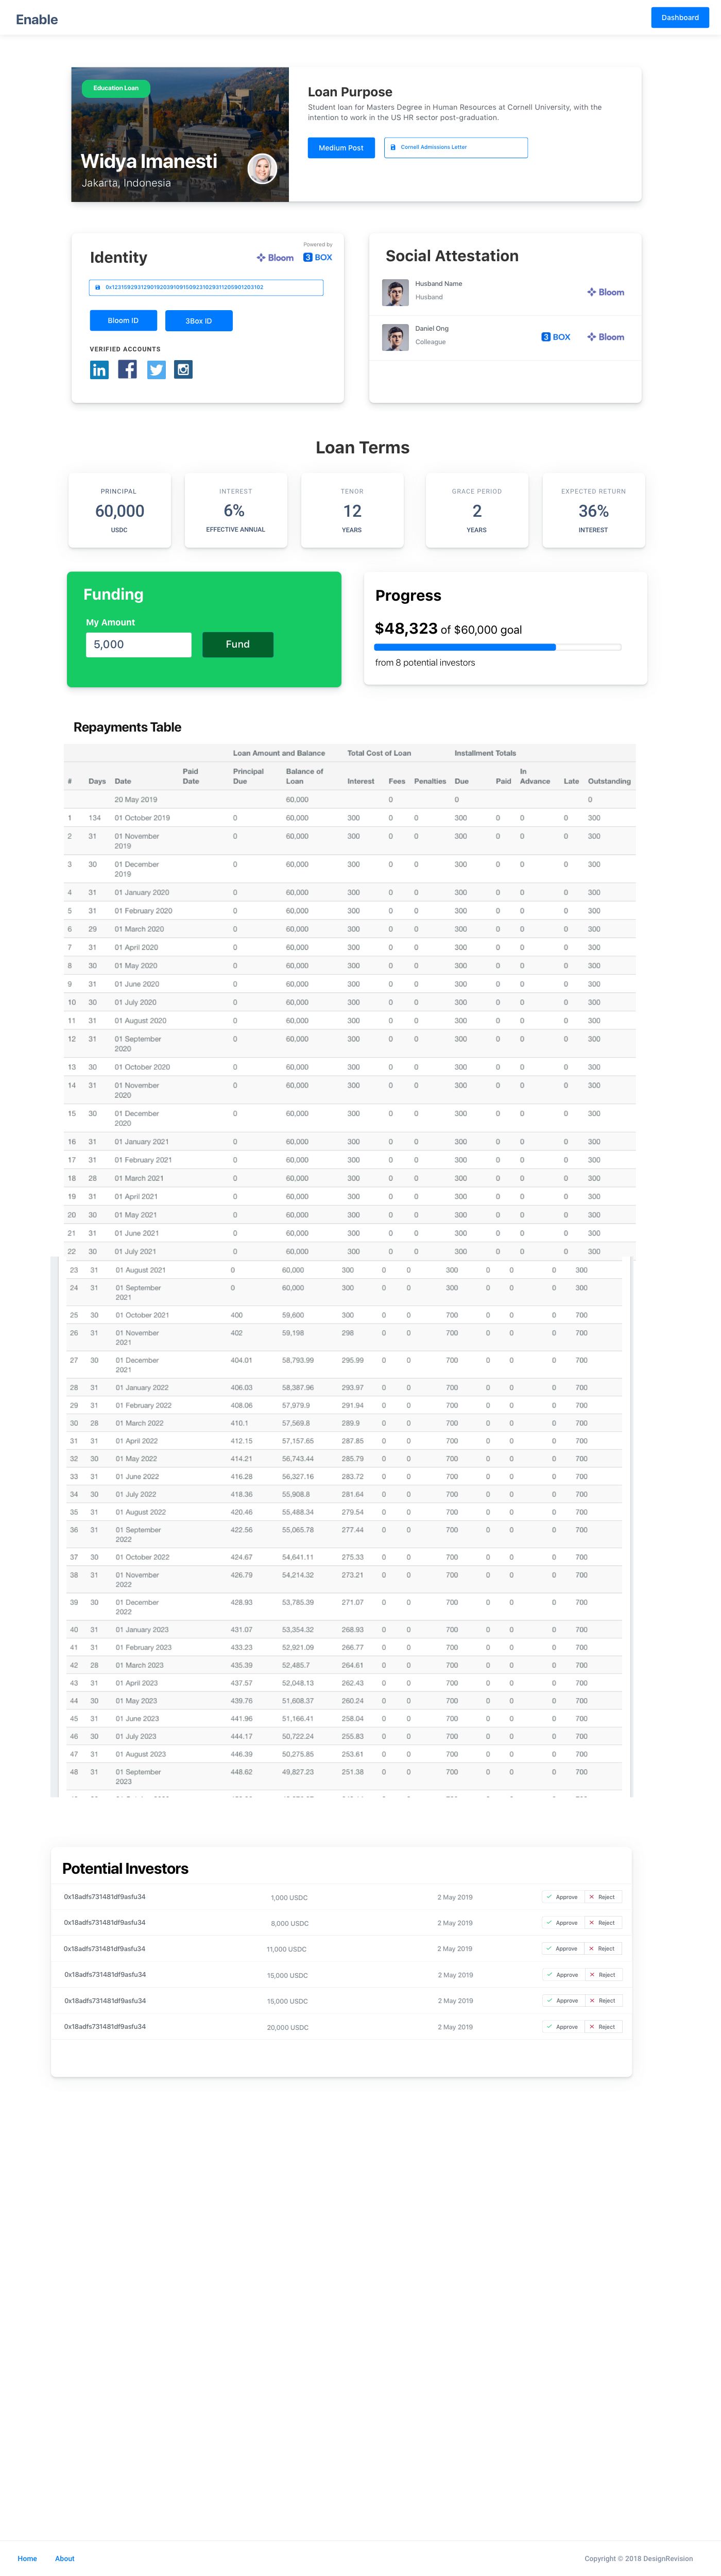 Enable
Dashboard
Education Loan
Widya Imanesti
Jakarta, Indonesia
Loan Purpose
Student loan for Masters Degree in Human Resources at Cornell University, with the
intention to work in the US HR sector post-graduation.
Medium Post
Cornell Admissions Letter
Identity
Powered by
Bloom
3 BOX
Bloom ID
3Box ID
VERIFIED ACCOUNTS
Social Attestation
Husband Name
Husband
Bloom
Daniel Ong
Colleague
3 BOX
Bloom
Loan Terms
PRINCIPAL
60,000
USDC
INTEREST
6%
EFFECTIVE ANNUAL
TENOR
12
YEARS
GRACE PERIOD
2
YEARS
EXPECTED RETURN
36%
INTEREST
Funding
My Amount
5,000
Fund
Progress
$48,323 of $60,000 goal
from 8 potential investors
Repayments Table
Loan Amount and Balance Total Cost of Loan Installment Totals
# Days Date Paid Date Principal Due Balance of Loan Interest Fees Penalties Due Paid In Advance Late Outstanding
20 May 2019 60,000 0 0 0
1 134 01 October 2019 0 60,000 300 0 0 300 0 0 0 300
2 31 01 November 2019 0 60,000 300 0 0 300 0 0 0 300
3 30 01 December 2019 0 60,000 300 0 0 300 0 0 0 300
4 31 01 January 2020 0 60,000 300 0 0 300 0 0 0 300
5 31 01 February 2020 0 60,000 300 0 0 300 0 0 0 300
6 29 01 March 2020 0 60,000 300 0 0 300 0 0 0 300
7 31 01 April 2020 0 60,000 300 0 0 300 0 0 0 300
8 30 01 May 2020 0 60,000 300 0 0 300 0 0 0 300
9 31 01 June 2020 0 60,000 300 0 0 300 0 0 0 300
10 30 01 July 2020 0 60,000 300 0 0 300 0 0 0 300
11 31 01 August 2020 0 60,000 300 0 0 300 0 0 0 300
12 31 01 September 2020 0 60,000 300 0 0 300 0 0 0 300
13 30 01 October 2020 0 60,000 300 0 0 300 0 0 0 300
14 31 01 November 2020 0 60,000 300 0 0 300 0 0 0 300
15 30 01 December 2020 0 60,000 300 0 0 300 0 0 0 300
16 31 01 January 2021 0 60,000 300 0 0 300 0 0 0 300
17 31 01 February 2021 0 60,000 300 0 0 300 0 0 0 300
18 28 01 March 2021 0 60,000 300 0 0 300 0 0 0 300
19 31 01 April 2021 0 60,000 300 0 0 300 0 0 0 300
20 30 01 May 2021 0 60,000 300 0 0 300 0 0 0 300
21 31 01 June 2021 0 60,000 300 0 0 300 0 0 0 300
22 30 01 July 2021 0 60,000 300 0 0 300 0 0 0 300
23 31 01 August 2021 0 60,000 300 0 0 300 0 0 0 300
24 31 01 September 2021 0 60,000 300 0 0 300 0 0 0 300
25 30 01 October 2021 400 59,600 300 0 0 700 0 0 0 700
26 31 01 November 2021 402 59,198 298 0 0 700 0 0 0 700
27 30 01 December 2021 404.01 58,793.99 295.99 0 0 700 0 0 0 700
28 31 01 January 2022 406.03 58,387.96 293.97 0 0 700 0 0 0 700
29 31 01 February 2022 408.06 57,979.9 291.94 0 0 700 0 0 0 700
30 28 01 March 2022 410.1 57,569.8 289.9 0 0 700 0 0 0 700
31 31 01 April 2022 412.15 57,157.65 287.85 0 0 700 0 0 0 700
32 30 01 May 2022 414.21 56,743.44 285.79 0 0 700 0 0 0 700
33 31 01 June 2022 416.28 56,327.16 283.72 0 0 700 0 0 0 700
34 30 01 July 2022 418.36 55,908.8 281.64 0 0 700 0 0 0 700
35 31 01 August 2022 420.46 55,488.34 279.54 0 0 700 0 0 0 700
36 31 01 September 2022 422.56 55,065.78 277.44 0 0 700 0 0 0 700
37 30 01 October 2022 424.67 54,641.11 275.33 0 0 700 0 0 0 700
38 31 01 November 2022 426.79 54,214.32 273.21 0 0 700 0 0 0 700
39 30 01 December 2022 428.93 53,785.39 271.07 0 0 700 0 0 0 700
40 31 01 January 2023 431.07 53,354.32 268.93 0 0 700 0 0 0 700
41 31 01 February 2023 433.23 52,921.09 266.77 0 0 700 0 0 0 700
42 28 01 March 2023 435.39 52,485.7 264.61 0 0 700 0 0 0 700
43 31 01 April 2023 437.57 52,048.13 262.43 0 0 700 0 0 0 700
44 30 01 May 2023 439.76 51,608.37 260.24 0 0 700 0 0 0 700
45 31 01 June 2023 441.96 51,166.41 258.04 0 0 700 0 0 0 700
46 30 01 July 2023 444.17 50,722.24 255.83 0 0 700 0 0 0 700
47 31 01 August 2023 446.39 50,275.85 253.61 0 0 700 0 0 0 700
48 31 01 September 2023 448.62 49,827.23 251.38 0 0 700 0 0 0 700
Potential Investors
0x18adfs731481df9asfu34 1,000 USDC 2 May 2019 Approve Reject
0x18adfs731481df9asfu34 8,000 USDC 2 May 2019 Approve Reject
0x18adfs731481df9asfu34 11,000 USDC 2 May 2019 Approve Reject
0x18adfs731481df9asfu34 15,000 USDC 2 May 2019 Approve Reject
0x18adfs731481df9asfu34 15,000 USDC 2 May 2019 Approve Reject
0x18adfs731481df9asfu34 20,000 USDC 2 May 2019 Approve Reject
Home
About
Copyright © 2018 DesignRevision